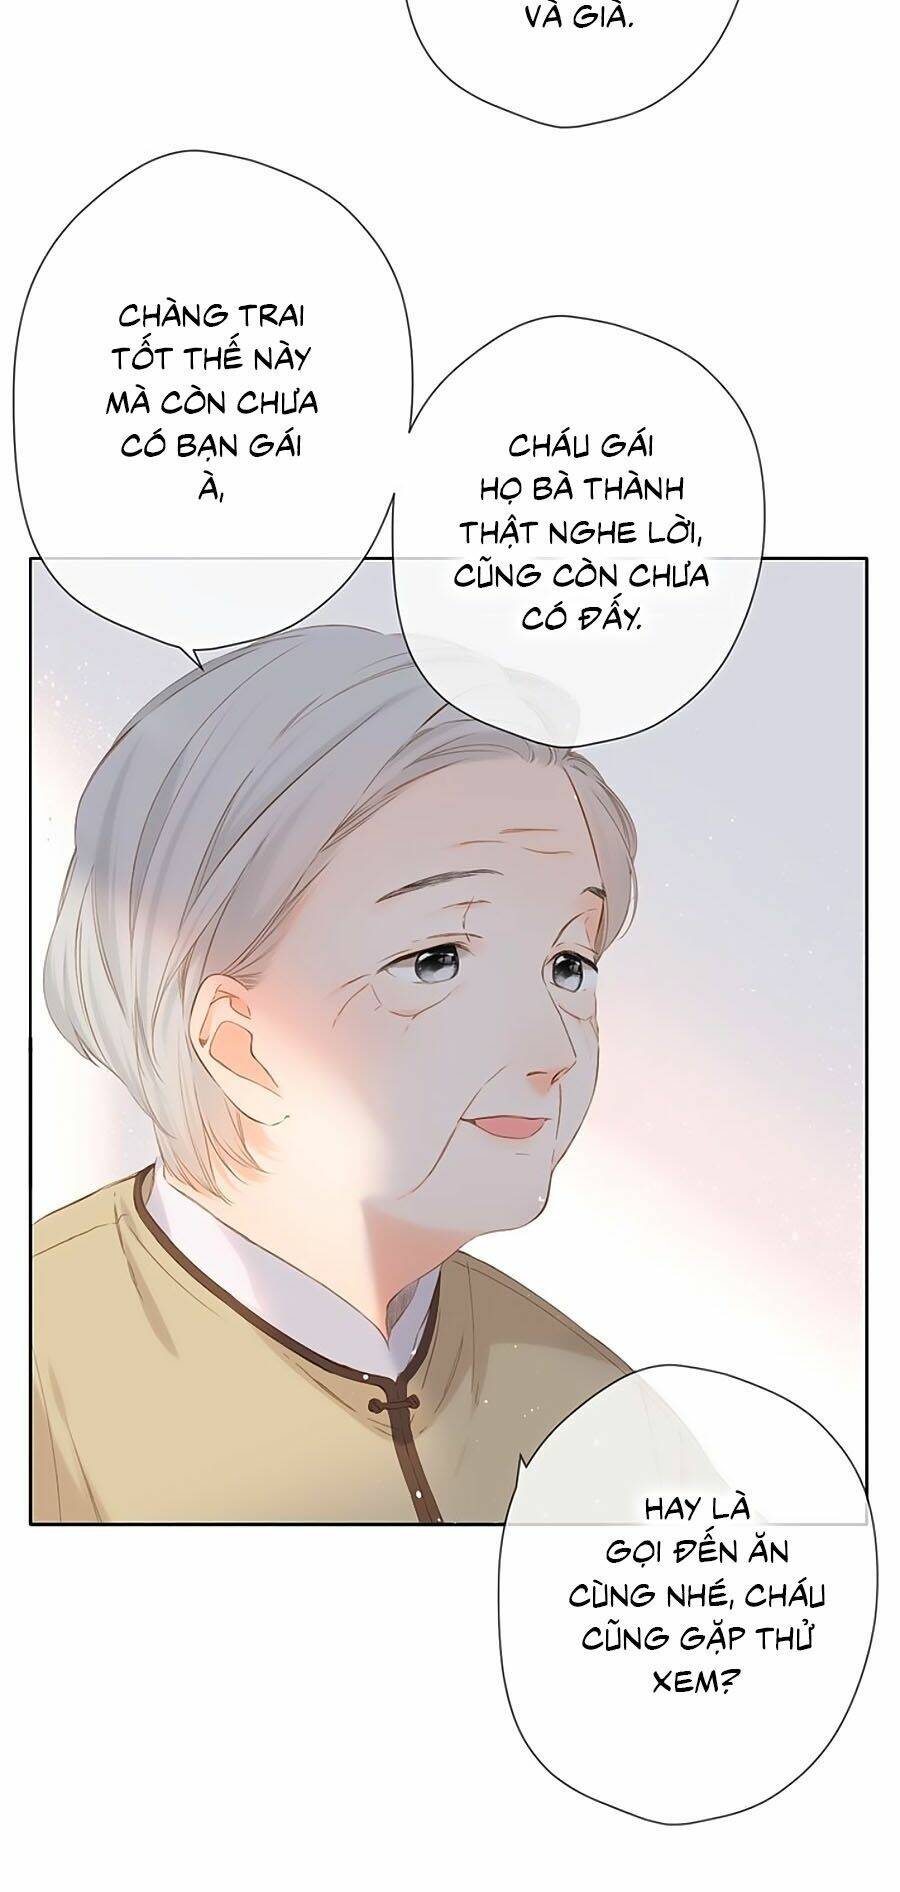 VÀ GIÀ.
CHÀNG TRAI
TỐT THẾ NÀY
MÀ CÒN CHƯA
CÓ BẠN GÁI
À,
CHÁU GÁI
HỌ BÀ THÀNH
THẬT NGHE LỜI,
CŨNG CÒN CHƯA
CÓ ĐẤY.
HAY LÀ
GỌI ĐẾN ĂN
CÙNG NHÉ, CHÁU
CŨNG GẶP THỬ
XEM?